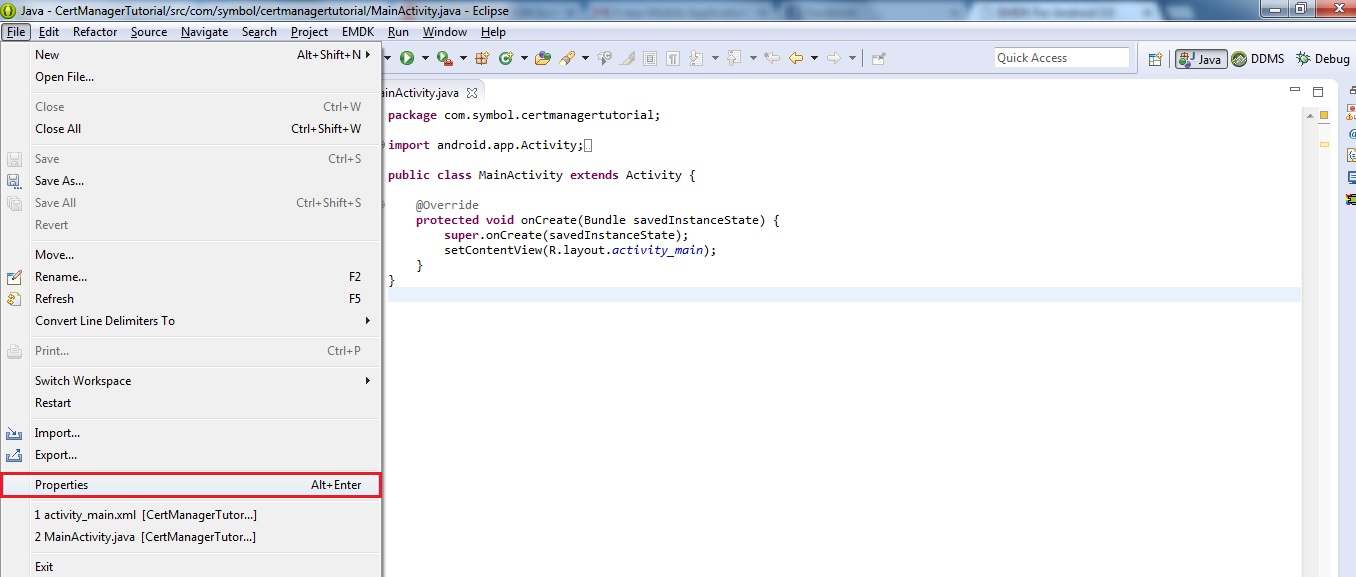 Java - CertManagerTutorial/src/com/symbol/certmanagertutorial/MainActivity.java - Eclipse
File Edit Refactor Source Navigate Search Project EMDK Run Window Help
New Alt+Shift+N
Open File...
Close Ctrl+W
Close All Ctrl+Shift+W
Save Ctrl+S
Save As...
Save All Ctrl+Shift+S
Revert
Move...
Rename... F2
Refresh F5
Convert Line Delimiters To
Print... Ctrl+P
Switch Workspace
Restart
Import...
Export...
Properties Alt+Enter
1 activity_main.xml [CertManagerTutor...]
2 MainActivity.java [CertManagerTutor...]
Exit
Quick Access
Java DDMS Debug
ainActivity.java
package com.symbol.certmanagertutorial;
import android.app.Activity;
public class MainActivity extends Activity {
@Override
protected void onCreate(Bundle savedInstanceState) {
super.onCreate(savedInstanceState);
setContentView(R.layout.activity_main);
}
}